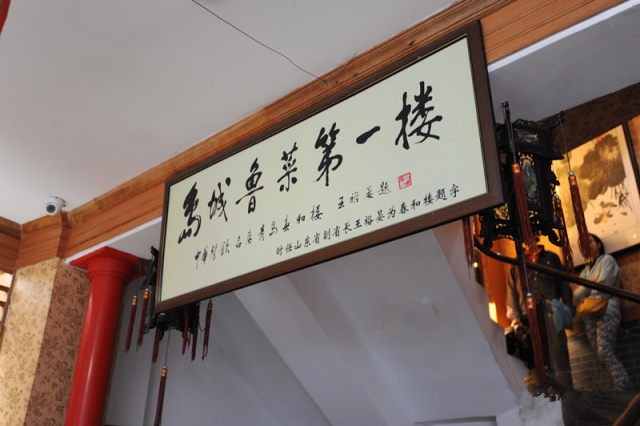 岛城鲁菜第一楼
中华餐饮名店青岛春和楼 王裕晏题
时任山东省副省长王裕晏为春和楼题字